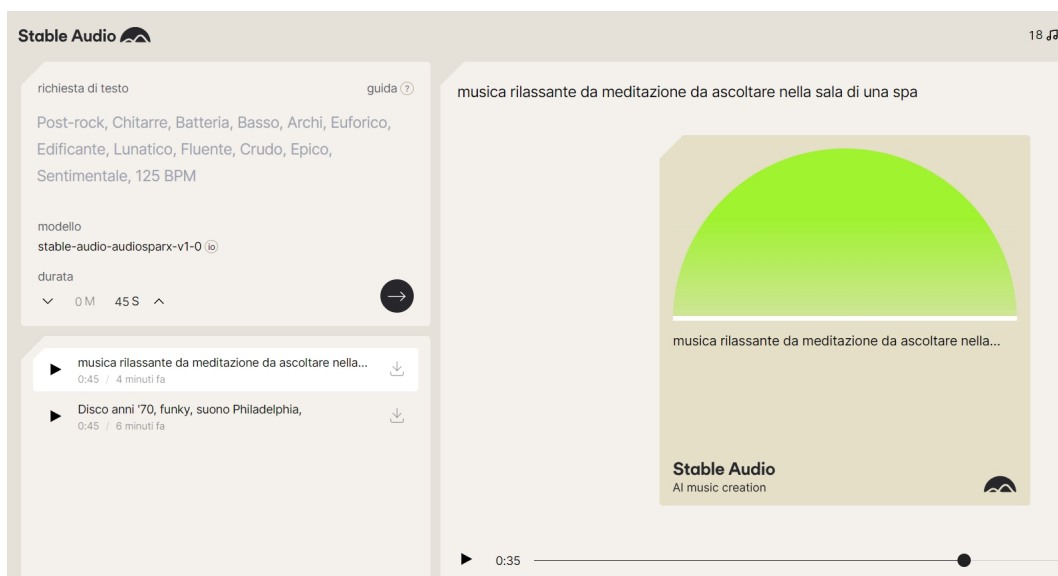 Stable Audio
18
richiesta di testo
guida ?
Post-rock, Chitarre, Batteria, Basso, Archi, Euforico,
Edificante, Lunatico, Fluente, Crudo, Epico,
Sentimentale, 125 BPM
modello
stable-audio-audiosparx-v1-0 io
durata
0 M 45 S
musica rilassante da meditazione da ascoltare nella...
0:45 / 4 minuti fa
Disco anni '70, funky, suono Philadelphia,
0:45 / 6 minuti fa
musica rilassante da meditazione da ascoltare nella sala di una spa
musica rilassante da meditazione da ascoltare nella...
Stable Audio
AI music creation
0:35